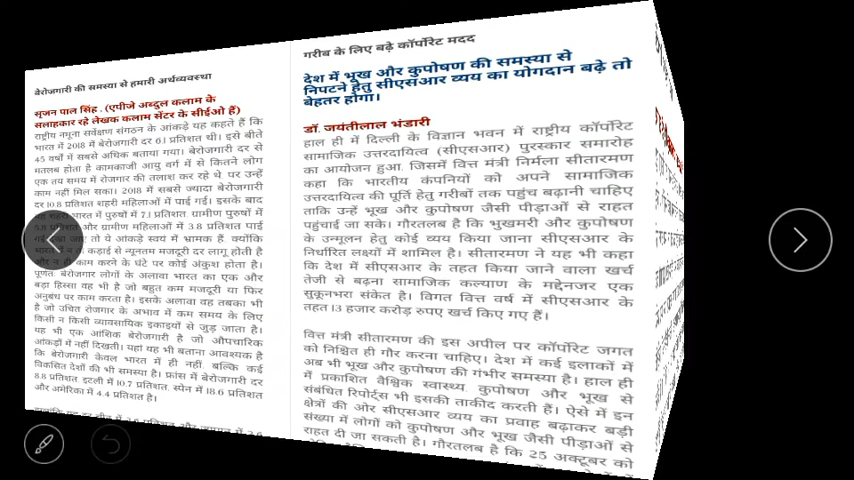 बेरोजगारी की समस्या से हमारी अर्थव्यवस्था
सृजन पाल सिंह , (एपीजे अब्दुल कलाम के
सलाहकार रहे लेखक कलाम सेंटर के सीईओ हैं)
राष्ट्रीय नमूना सर्वेक्षण संगठन के आंकड़े यह कहते हैं कि
भारत में 2018 में बेरोजगारी दर 6.1 प्रतिशत थी। इसे बीते
45 वर्षों में सबसे अधिक बताया गया। बेरोजगारी दर से
मतलब होता है कामकाजी आयु वर्ग में से कितने लोग
एक तय समय में रोजगार की तलाश कर रहे थे, पर उन्हें
काम नहीं मिल सका। 2018 में सबसे ज्यादा बेरोजगारी
दर 10.8 प्रतिशत शहरी महिलाओं में पाई गई। इसके बाद
भारत में पुरुषों में 7.1 प्रतिशत, ग्रामीण पुरुषों में
और ग्रामीण महिलाओं में 3.8 प्रतिशत पाई
तो ये आंकड़े स्वयं में भ्रामक हैं, क्योंकि
कड़ाई से न्यूनतम मजदूरी दर लागू होती है
न ही काम करने के घंटे पर कोई अंकुश होता है।
पूर्णतः बेरोजगार लोगों के अलावा भारत का एक और
बड़ा हिस्सा वह भी है जो बहुत कम मजदूरी या फिर
अनुबंध पर काम करता है। इसके अलावा वह तबका भी
है जो उचित रोजगार के अभाव में कम समय के लिए
किसी न किसी व्यावसायिक इकाइयों से जुड़ जाता है।
यह भी एक आंशिक बेरोजगारी है जो औपचारिक
आंकड़ों में नहीं दिखती। यहां यह भी बताना आवश्यक है
कि बेरोजगारी केवल भारत में ही नहीं, बल्कि कई
विकसित देशों की भी समस्या है। फ्रांस में बेरोजगारी दर
8.8 प्रतिशत, इटली में 10.7 प्रतिशत, स्पेन में 18.6 प्रतिशत
और अमेरिका में 4.4 प्रतिशत है।
गरीब के लिए बढ़े कॉर्पोरेट मदद
देश में भूख और कुपोषण की समस्या से
निपटने हेतु सीएसआर व्यय का योगदान बढ़े तो
बेहतर होगा।
डॉ. जयंतीलाल भंडारी
हाल ही में दिल्ली के विज्ञान भवन में राष्ट्रीय कॉर्पोरेट
सामाजिक उत्तरदायित्व (सीएसआर) पुरस्कार समारोह
का आयोजन हुआ, जिसमें वित्त मंत्री निर्मला सीतारमण ने
कहा कि भारतीय कंपनियों को अपने सामाजिक
उत्तरदायित्व की पूर्ति हेतु गरीबों तक पहुंच बढ़ानी चाहिए
ताकि उन्हें भूख और कुपोषण जैसी पीड़ाओं से राहत
पहुंचाई जा सके। गौरतलब है कि भुखमरी और कुपोषण
के उन्मूलन हेतु कोई व्यय किया जाना सीएसआर के
निर्धारित लक्ष्यों में शामिल है। सीतारमण ने यह भी कहा
कि देश में सीएसआर के तहत किया जाने वाला खर्च
तेजी से बढ़ना सामाजिक कल्याण के मद्देनजर एक
सुकूनभरा संकेत है। विगत वित्त वर्ष में सीएसआर के
तहत 13 हजार करोड़ रुपए खर्च किए गए हैं।
वित्त मंत्री सीतारमण की इस अपील पर कॉर्पोरेट जगत
को निश्चित ही गौर करना चाहिए। देश में कई इलाकों में
अब भी भूख और कुपोषण की गंभीर समस्या है। हाल ही
में प्रकाशित वैश्विक स्वास्थ्य, कुपोषण और भूख से
संबंधित रिपोर्ट्स भी इसकी ताकीद करती हैं। ऐसे में इन
क्षेत्रों की ओर सीएसआर व्यय का प्रवाह बढ़ाकर बड़ी
संख्या में लोगों को कुपोषण और भूख जैसी पीड़ाओं से
राहत दी जा सकती है। गौरतलब है कि 25 अक्टूबर को